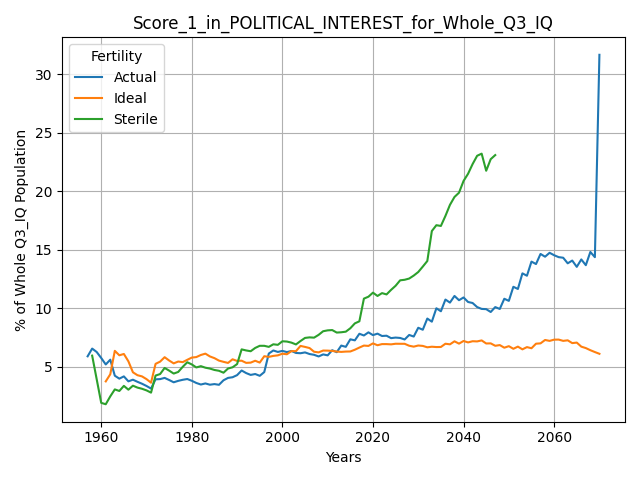 Score_1_in_POLITICAL_INTEREST_for_Whole_Q3_IQ
Fertility
Actual
Ideal
Sterile
% of Whole Q3_IQ Population
30
25
20
15
10
5
1960 1980 2000 2020 2040 2060
Years